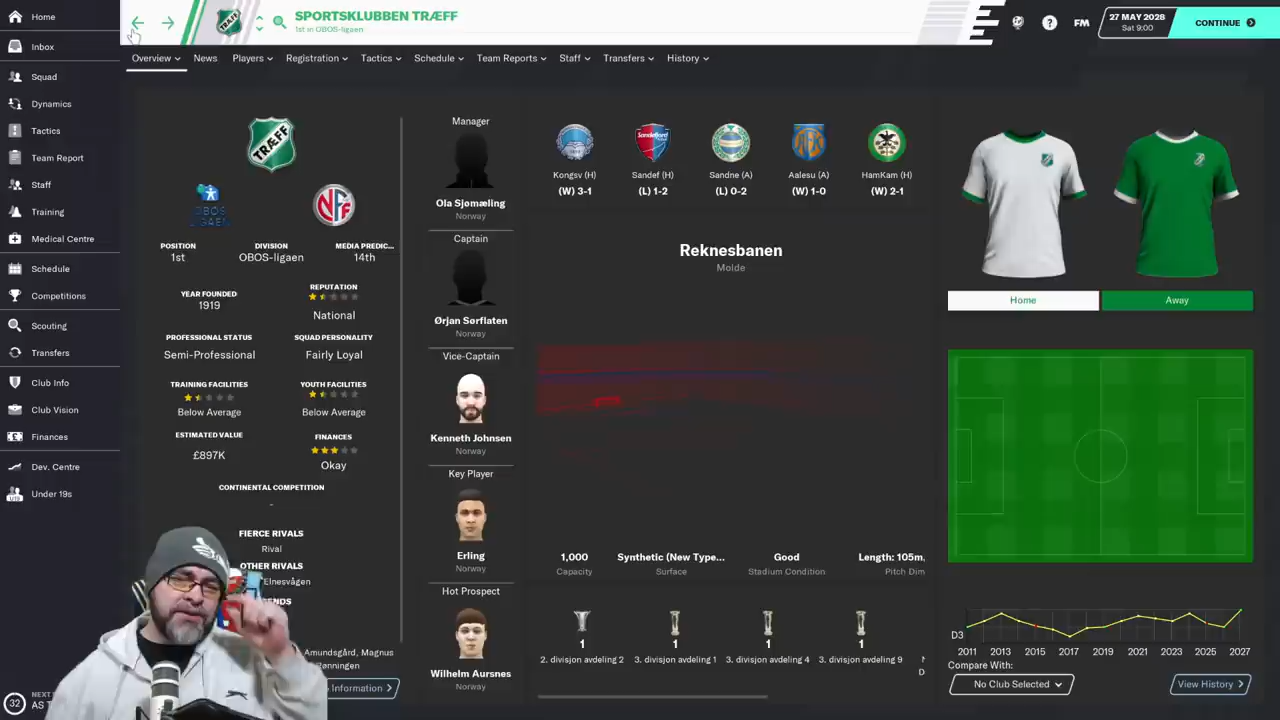 Home
Inbox
Squad
Dynamics
Tactics
Team Report
Staff
Training
Medical Centre
Schedule
Competitions
Scouting
Transfers
Club Info
Club Vision
Finances
Dev. Centre
Under 19s
32
AS T
SPORTSKLUBBEN TRÆFF
1st in OBOS-ligaen
FM
27 MAY 2028
Sat 9:00
CONTINUE
Overview
News
Players
Registration
Tactics
Schedule
Team Reports
Staff
Transfers
History
TRÆFF
OBOS
LIGAEN
NFF
POSITION
1st
DIVISION
OBOS-ligaen
MEDIA PREDIC...
14th
YEAR FOUNDED
1919
REPUTATION
National
PROFESSIONAL STATUS
Semi-Professional
SQUAD PERSONALITY
Fairly Loyal
TRAINING FACILITIES
Below Average
YOUTH FACILITIES
Below Average
ESTIMATED VALUE
£897K
FINANCES
Okay
CONTINENTAL COMPETITION
-
FIERCE RIVALS
Rival
OTHER RIVALS
Elnesvågen
Amundsgård, Magnus
Rønningen
Information
Manager
Ola Sjømæling
Norway
Captain
Ørjan Sørflaten
Norway
Vice-Captain
Kenneth Johnsen
Norway
Key Player
Erling
Norway
Hot Prospect
Wilhelm Aursnes
Norway
Kongsv (H)
(W) 3-1
Sandef (H)
(L) 1-2
Sandne (A)
(L) 0-2
Aalesu (A)
(W) 1-0
HamKam (H)
(W) 2-1
Reknesbanen
Molde
1,000
Capacity
Synthetic (New Type...
Surface
Good
Stadium Condition
Length: 105m,
Pitch Dim
1
2. divisjon avdeling 2
1
3. divisjon avdeling 1
1
3. divisjon avdeling 4
1
3. divisjon avdeling 9
Home
Away
D3
2011 2013 2015 2017 2019 2021 2023 2025 2027
Compare With:
No Club Selected
View History